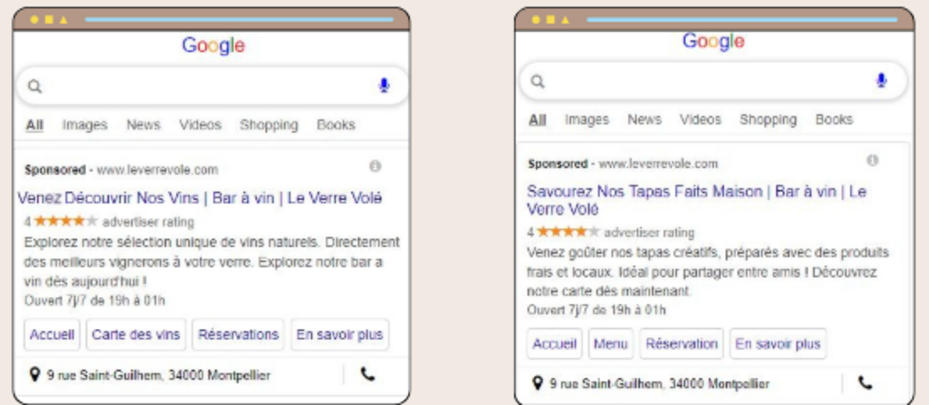 Google
All Images News Videos Shopping Books
Sponsored - www.leverrevole.com
Venez Découvrir Nos Vins | Bar à vin | Le Verre Volé
4 advertiser rating
Explorez notre sélection unique de vins naturels. Directement
des meilleurs vignerons à votre verre. Explorez notre bar a
vin dès aujourd'hui !
Ouvert 7j/7 de 19h à 01h
Accueil Carte des vins Réservations En savoir plus
9 rue Saint-Guilhem, 34000 Montpellier
Google
All Images News Videos Shopping Books
Sponsored - www.leverrevole.com
Savourez Nos Tapas Faits Maison | Bar à vin | Le
Verre Volé
4 advertiser rating
Venez goûter nos tapas créatifs, préparés avec des produits
frais et locaux. Idéal pour partager entre amis ! Découvrez
notre carte dès maintenant.
Ouvert 7j/7 de 19h à 01h
Accueil Menu Réservation En savoir plus
9 rue Saint-Guilhem, 34000 Montpellier